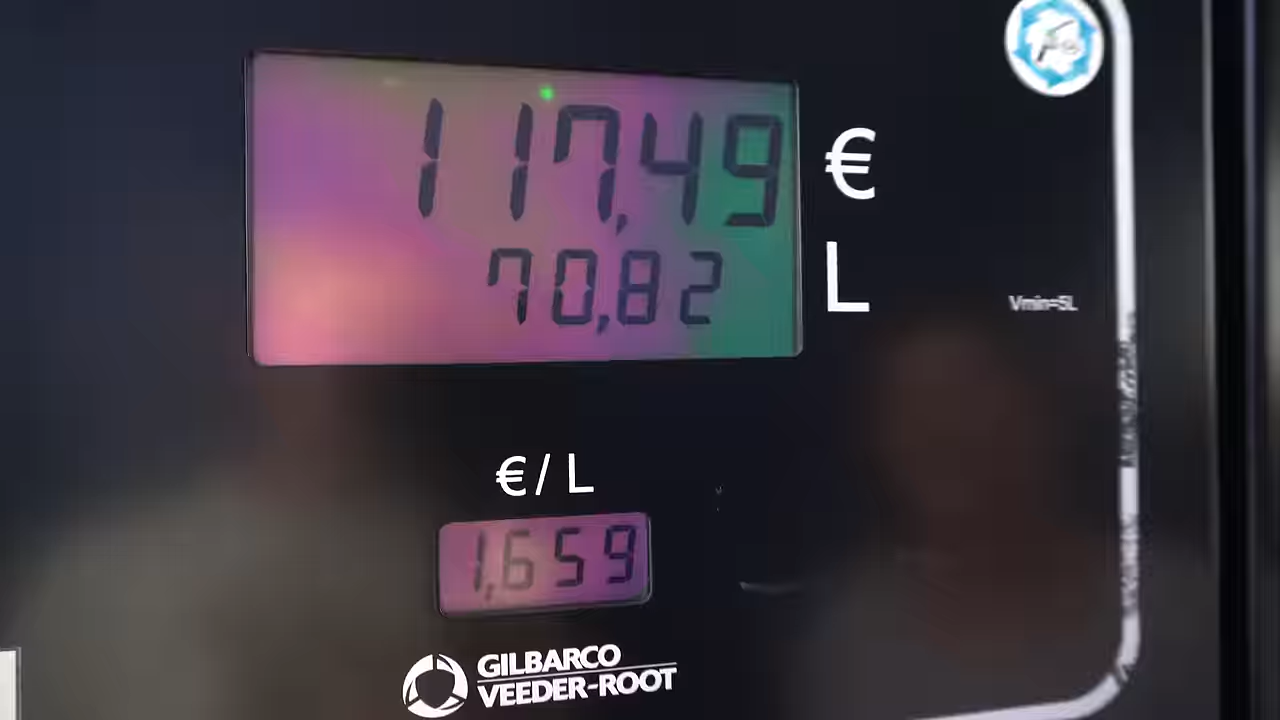 117,49 €
70,82 L
Vmin=5L
€/L
1,659
GILBARCO
VEEDER-ROOT